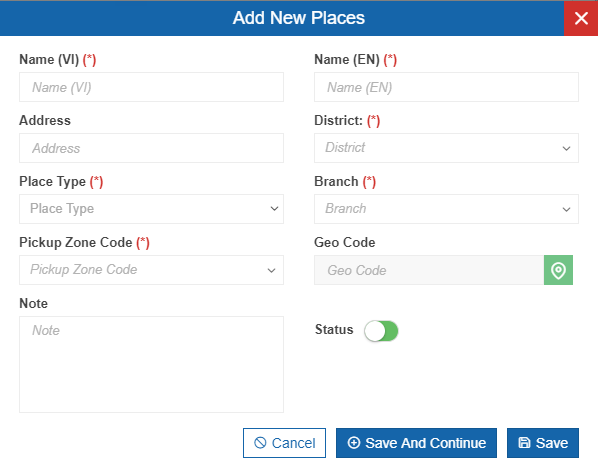 Add New Places
Name (VI) (*)
Name (EN) (*)
Name (VI)
Name (EN)
Address
District: (*)
Address
District
Place Type (*)
Branch (*)
Place Type
Branch
Pickup Zone Code (*)
Geo Code
Pickup Zone Code
Geo Code
Note
Note
Status
Cancel
Save And Continue
Save